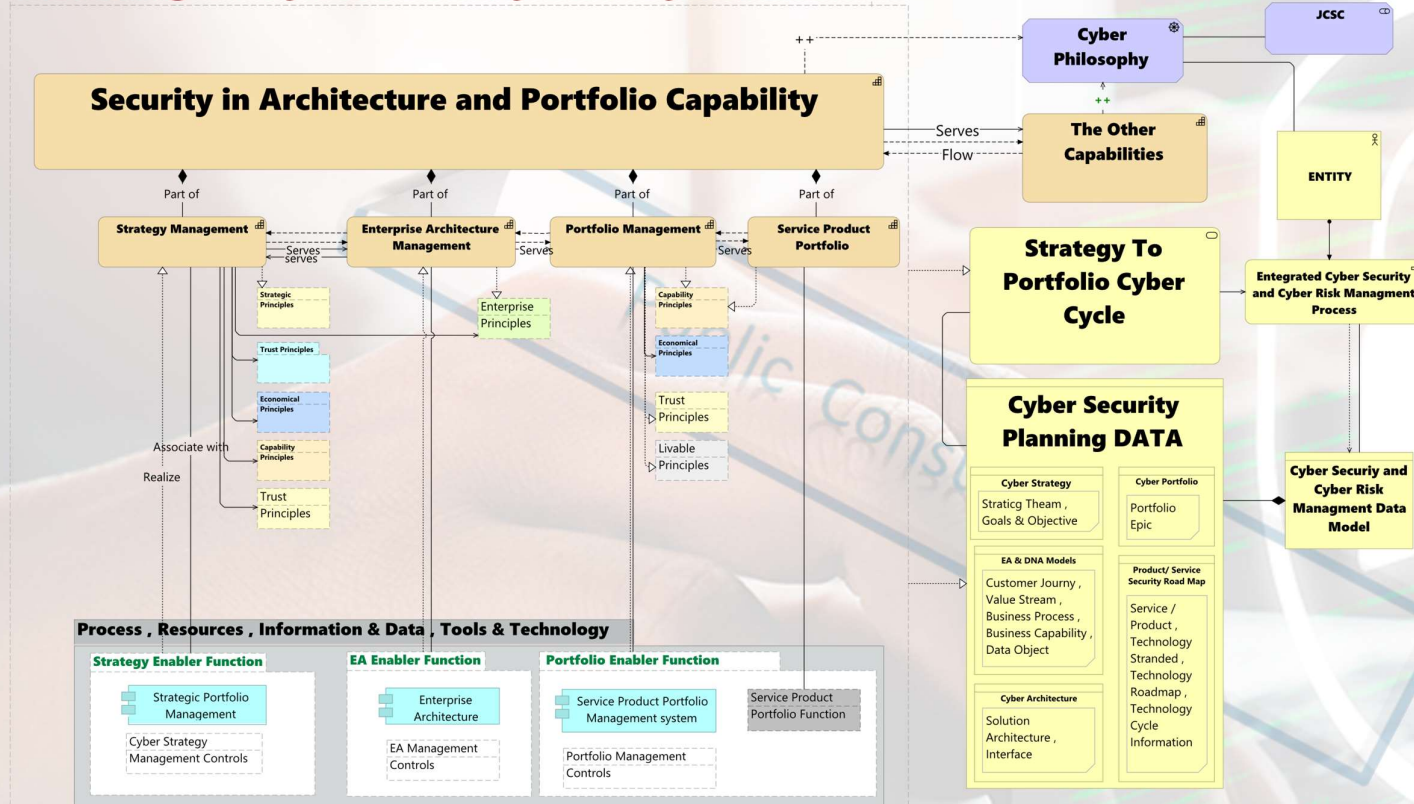 JCSC
Cyber
Philosophy
++
++
Security in Architecture and Portfolio Capability
Serves
Flow
The Other
Capabilities
ENTITY
Part of
Part of
Part of
Part of
Strategy Management
Enterprise Architecture
Management
Portfolio Management
Service Product
Portfolio
Serves
serves
Serves
Serves
Strategy To
Portfolio Cyber
Cycle
Entegrated Cyber Security
and Cyber Risk Managment
Process
Strategic
Principles
Enterprise
Principles
Capability
Principles
Trust Principles
Economical
Principles
Economical
Principles
Trust
Principles
Livable
Principles
Associate with
Realize
Capability
Principles
Trust
Principles
Public Consu
Cyber Security
Planning DATA
Cyber Strategy
Straticg Theam ,
Goals & Objective
Cyber Portfolio
Portfolio
Epic
Cyber Securiy and
Cyber Risk
Managment Data
Model
EA & DNA Models
Customer Journy ,
Value Stream ,
Business Process ,
Business Capability ,
Data Object
Product/ Service
Security Road Map
Service /
Product ,
Technology
Stranded ,
Technology
Roadmap ,
Technology
Cycle
Information
Cyber Architecture
Solution
Architecture ,
Interface
Process , Resources , Information & Data , Tools & Technology
Strategy Enabler Function
Strategic Portfolio
Management
Cyber Strategy
Management Controls
EA Enabler Function
Enterprise
Architecture
EA Management
Controls
Portfolio Enabler Function
Service Product Portfolio
Management system
Portfolio Management
Controls
Service Product
Portfolio Function